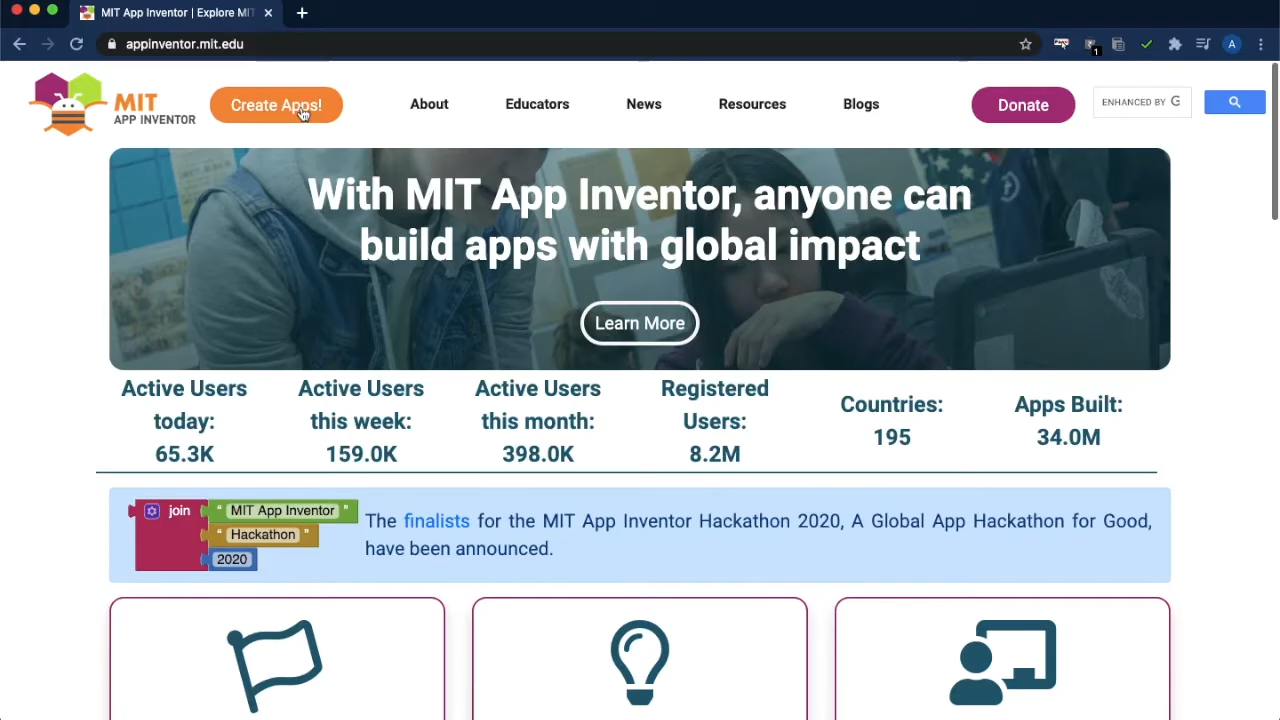 MIT App Inventor | Explore MIT
appinventor.mit.edu
1
A
MIT
APP INVENTOR
Create Apps!
About
Educators
News
Resources
Blogs
Donate
ENHANCED BY G
With MIT App Inventor, anyone can
build apps with global impact
Learn More
Active Users
today:
65.3K
Active Users
this week:
159.0K
Active Users
this month:
398.0K
Registered
Users:
8.2M
Countries:
195
Apps Built:
34.0M
join
“ MIT App Inventor ”
“ Hackathon ”
2020
The finalists for the MIT App Inventor Hackathon 2020, A Global App Hackathon for Good,
have been announced.